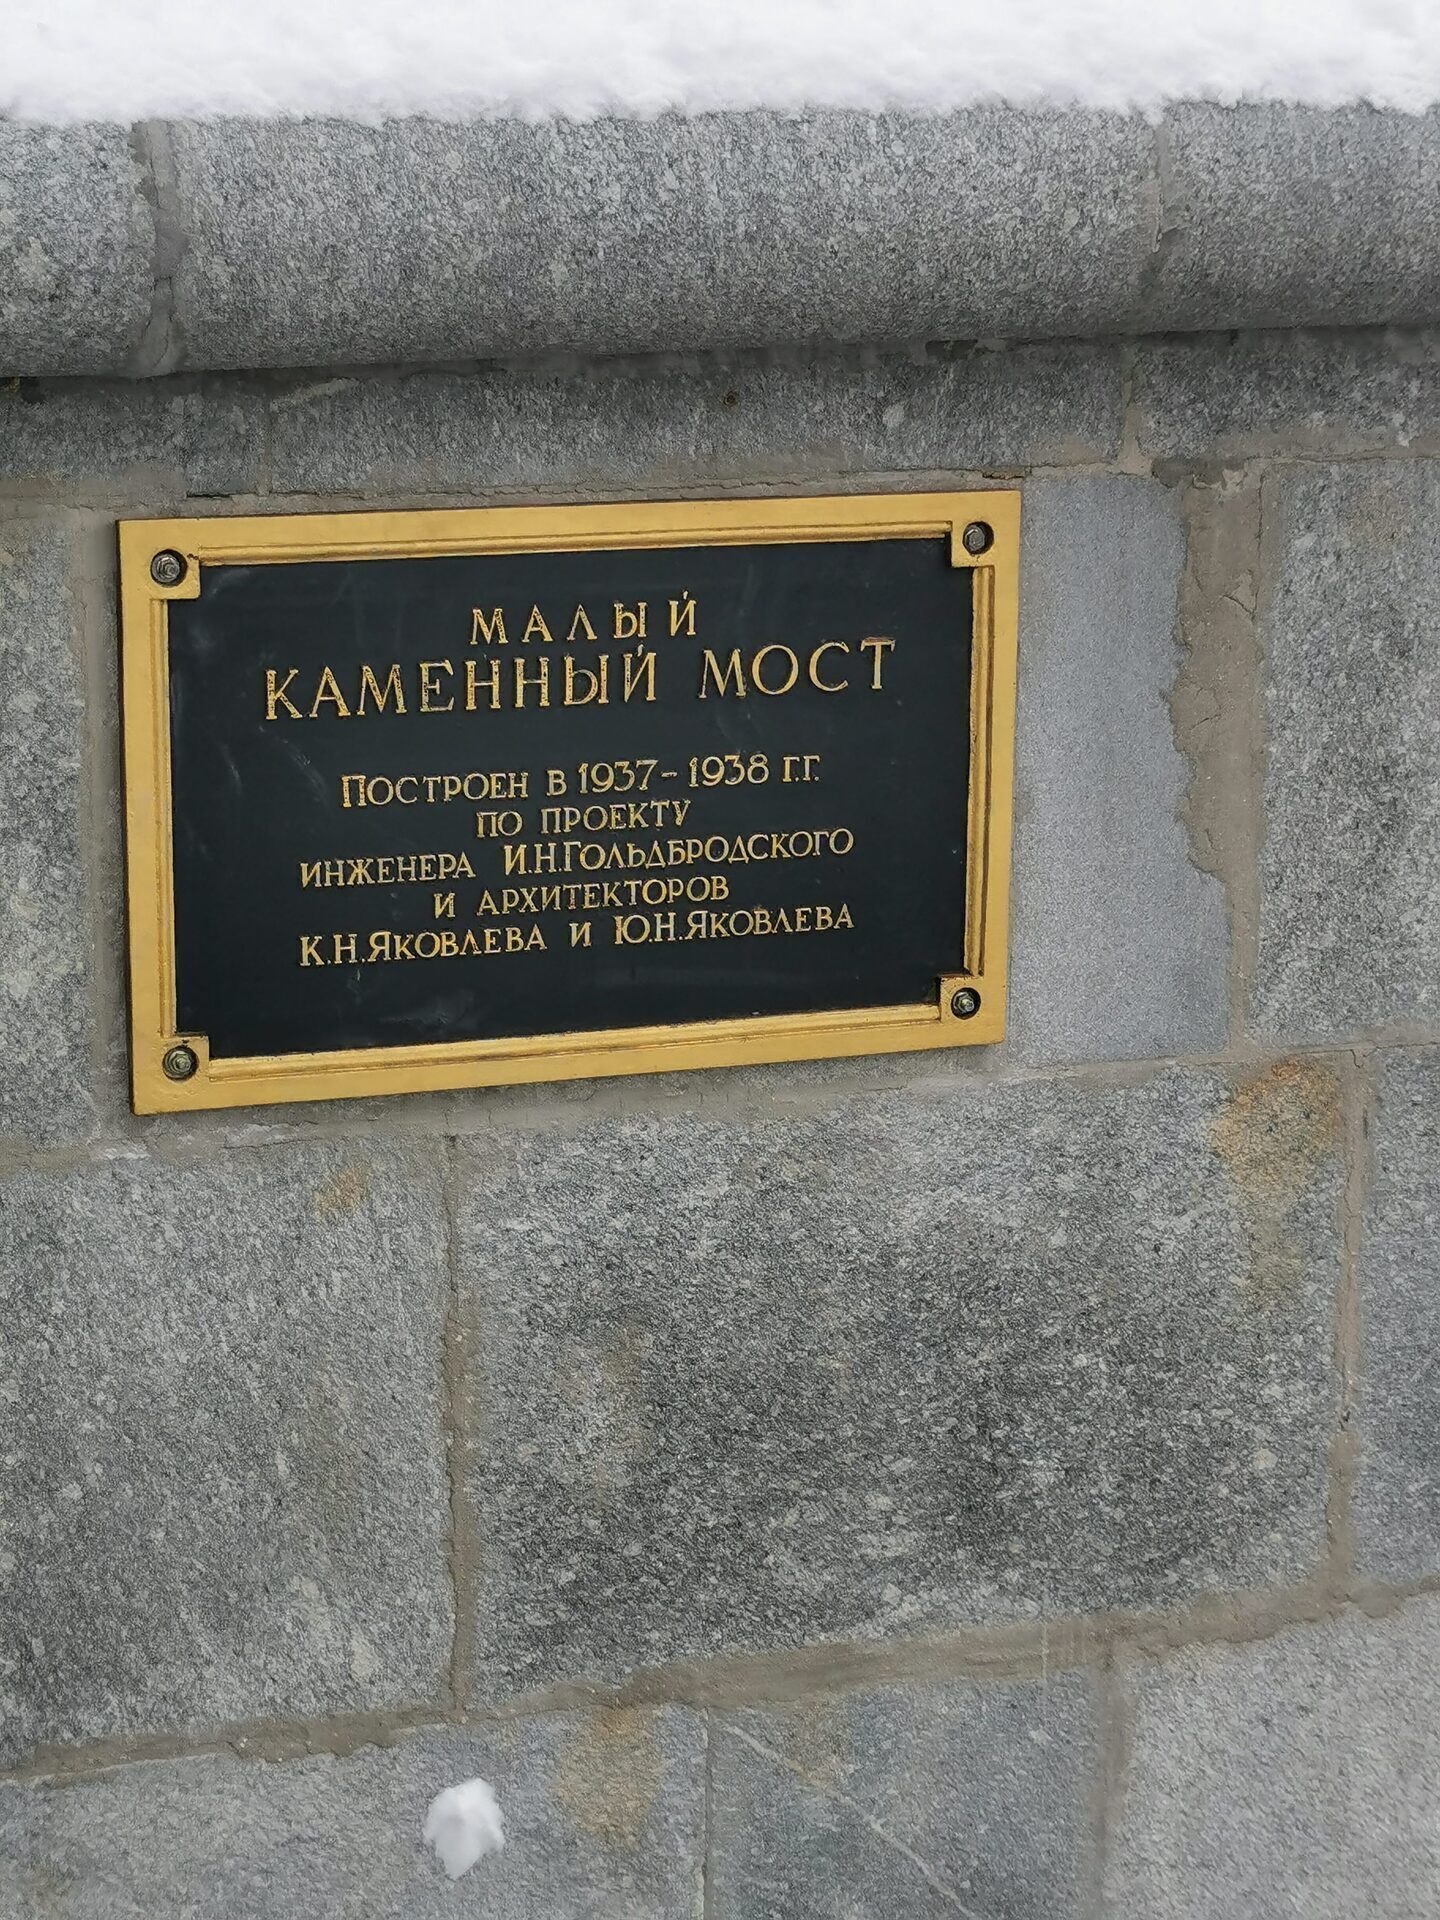 МАЛЫЙ
КАМЕННЫЙ МОСТ
ПОСТРОЕН В 1937-1938 Г.Г.
ПО ПРОЕКТУ
ИНЖЕНЕРА И.Н.ГОЛЬДБРОДСКОГО
И АРХИТЕКТОРОВ
К.Н.ЯКОВЛЕВА И Ю.Н.ЯКОВЛЕВА